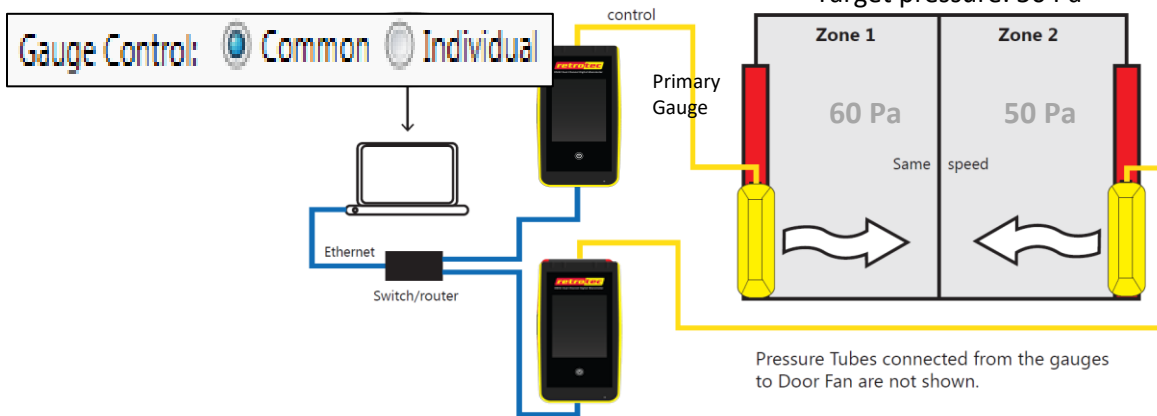 Target pressure: 50 Pa
control
Gauge Control: Common Individual
retrotec
Primary
Gauge
Zone 1 Zone 2
60 Pa 50 Pa
Same speed
Ethernet
Switch/router
retrotec
Pressure Tubes connected from the gauges
to Door Fan are not shown.